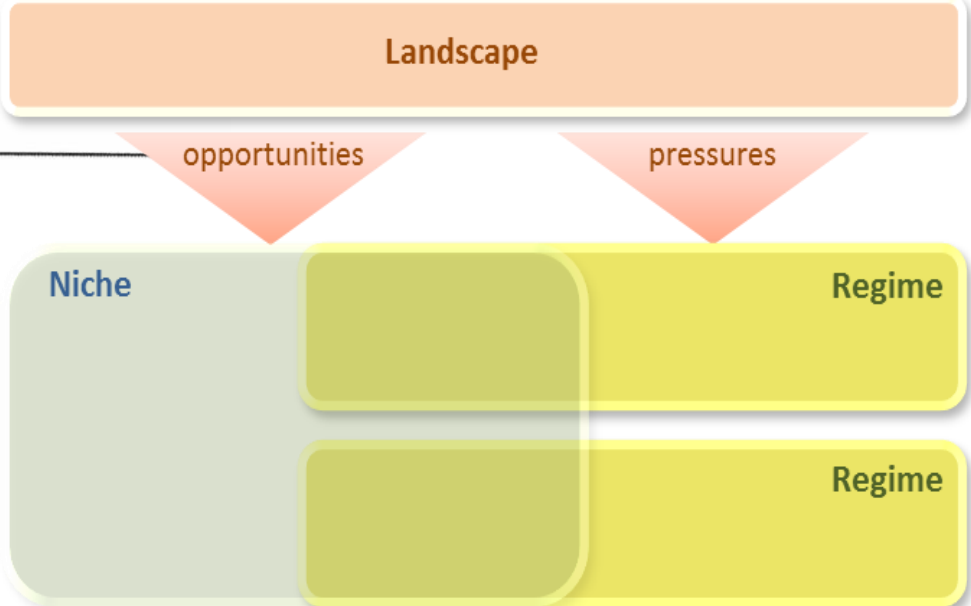 Landscape
opportunities
pressures
Niche
Regime
Regime